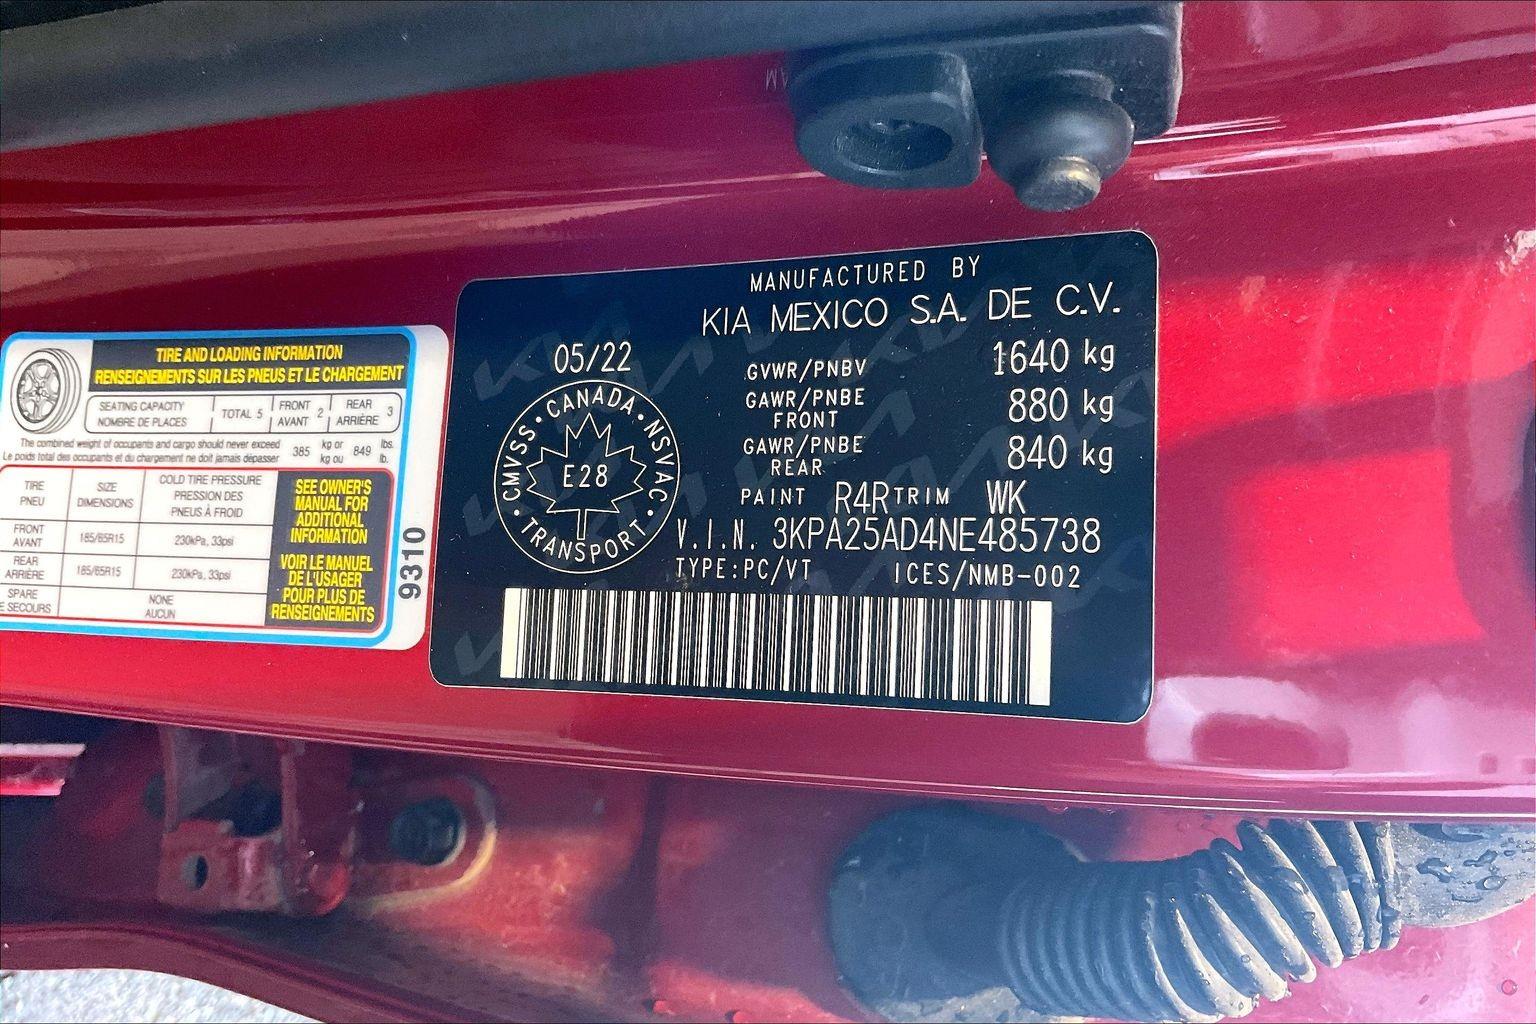 TIRE AND LOADING INFORMATION
RENSEIGNEMENTS SUR LES PNEUS ET LE CHARGEMENT
SEATING CAPACITY
NOMBRE DE PLACES
TOTAL 5
FRONT
AVANT
2
REAR
ARRIÈRE
3
The combined weight of occupants and cargo should never exceed
Le poids total des occupants et du chargement ne doit jamais dépasser
385
kg or
kg ou
849
lbs.
lb.
TIRE
PNEU
SIZE
DIMENSIONS
COLD TIRE PRESSURE
PRESSION DES
PNEUS À FROID
FRONT
AVANT
185/65R15
230kPa, 33psi
REAR
ARRIÈRE
185/65R15
230kPa, 33psi
SPARE
E SECOURS
NONE
AUCUN
SEE OWNER'S
MANUAL FOR
ADDITIONAL
INFORMATION
VOIR LE MANUEL
DE L'USAGER
POUR PLUS DE
RENSEIGNEMENTS
9310
MANUFACTURED BY
KIA MEXICO S.A. DE C.V.
05/22
GVWR/PNBV 1640 kg
GAWR/PNBE
FRONT
880 kg
GAWR/PNBE
REAR
840 kg
CMVSS · CANADA · NSVAC · TRANSPORT ·
E28
PAINT R4R TRIM WK
V.I.N. 3KPA25AD4NE485738
TYPE:PC/VT ICES/NMB-002